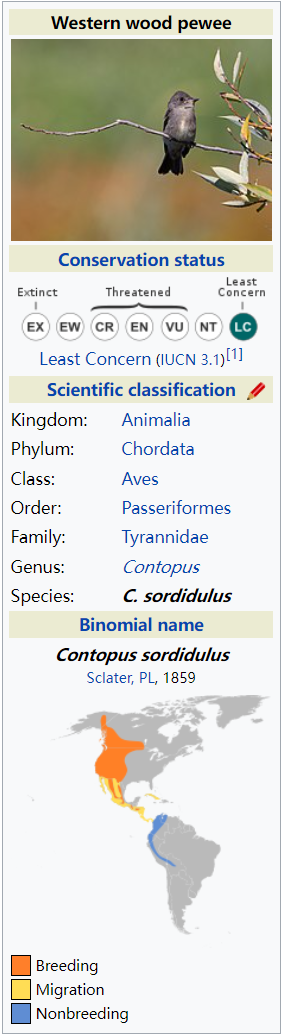 Western wood pewee
Conservation status
Extinct Threatened Least
Concern
EX EW CR EN VU NT LC
Least Concern (IUCN 3.1)[1]
Scientific classification
Kingdom: Animalia
Phylum: Chordata
Class: Aves
Order: Passeriformes
Family: Tyrannidae
Genus: Contopus
Species: C. sordidulus
Binomial name
Contopus sordidulus
Sclater, PL, 1859
Breeding
Migration
Nonbreeding